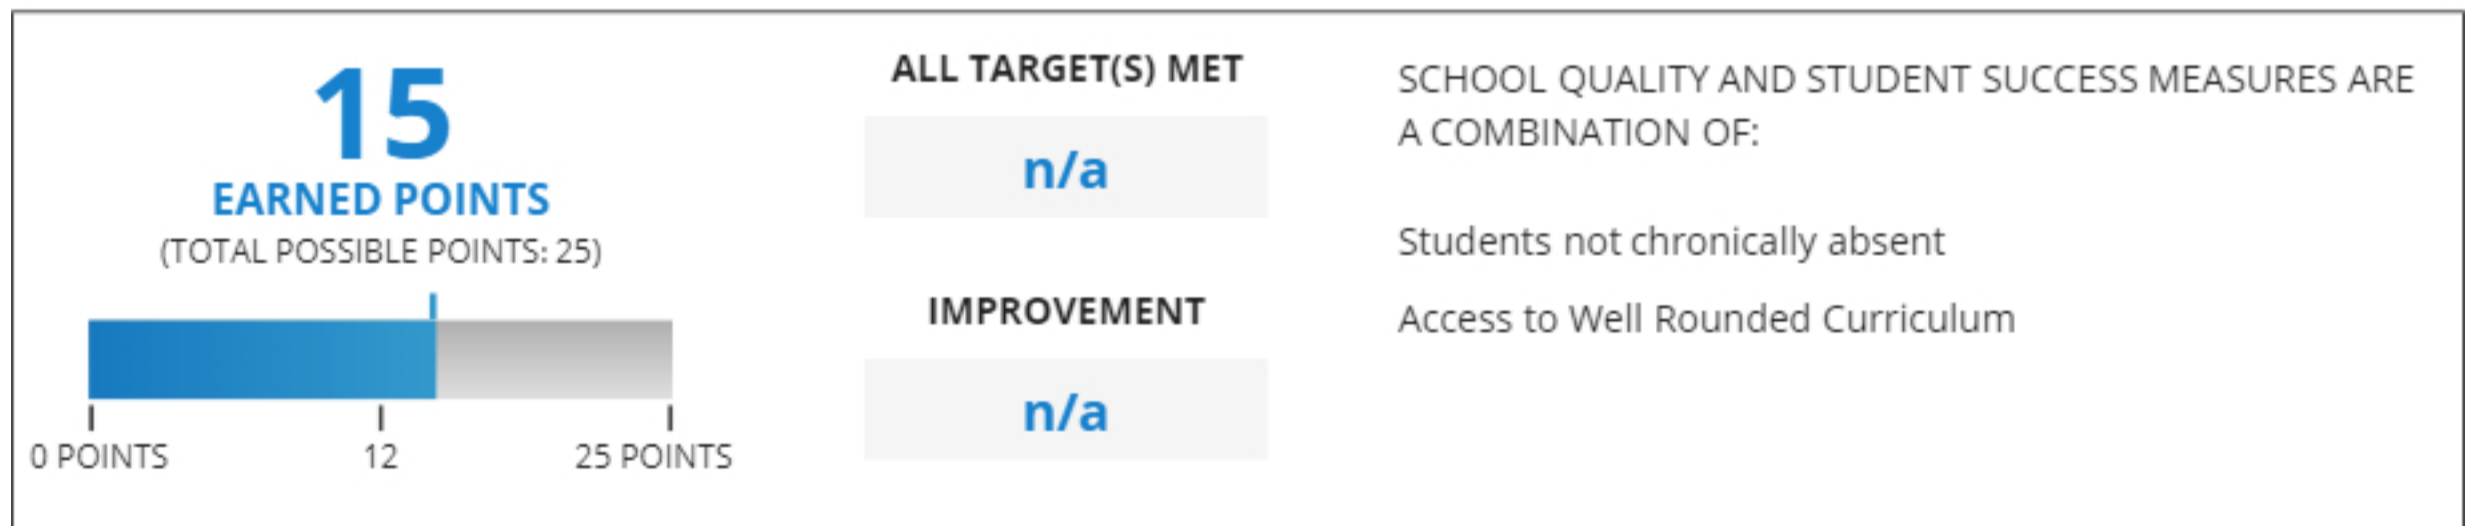 15
EARNED POINTS
(TOTAL POSSIBLE POINTS: 25)
0 POINTS
12
25 POINTS
ALL TARGET(S) MET
n/a
IMPROVEMENT
n/a
SCHOOL QUALITY AND STUDENT SUCCESS MEASURES ARE
A COMBINATION OF:
Students not chronically absent
Access to Well Rounded Curriculum